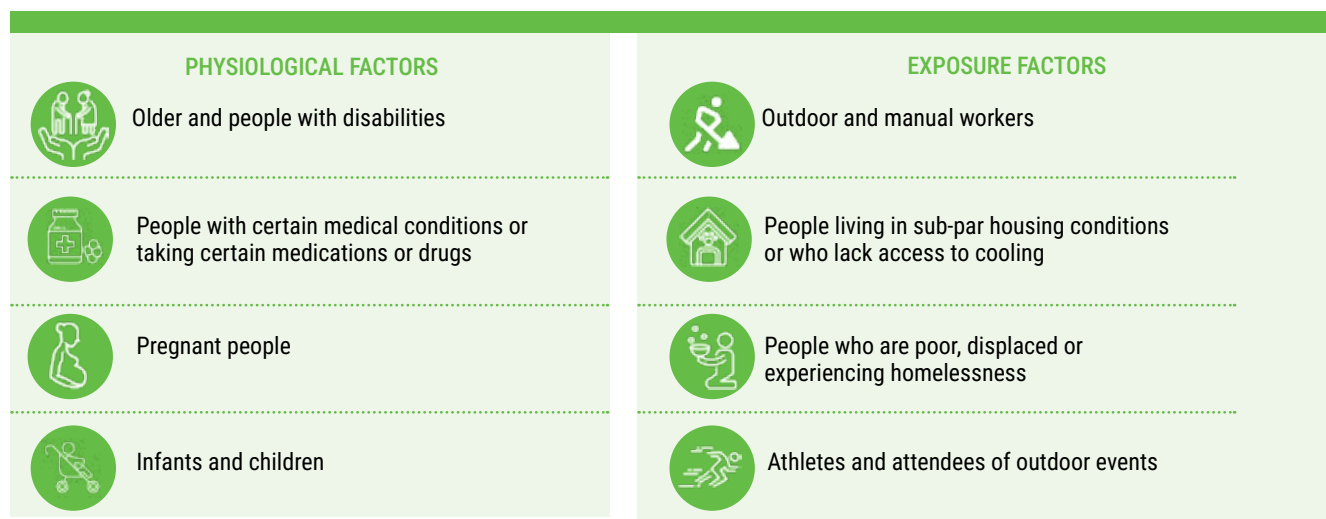 PHYSIOLOGICAL FACTORS
Older and people with disabilities
People with certain medical conditions or
taking certain medications or drugs
Pregnant people
Infants and children
EXPOSURE FACTORS
Outdoor and manual workers
People living in sub-par housing conditions
or who lack access to cooling
People who are poor, displaced or
experiencing homelessness
Athletes and attendees of outdoor events